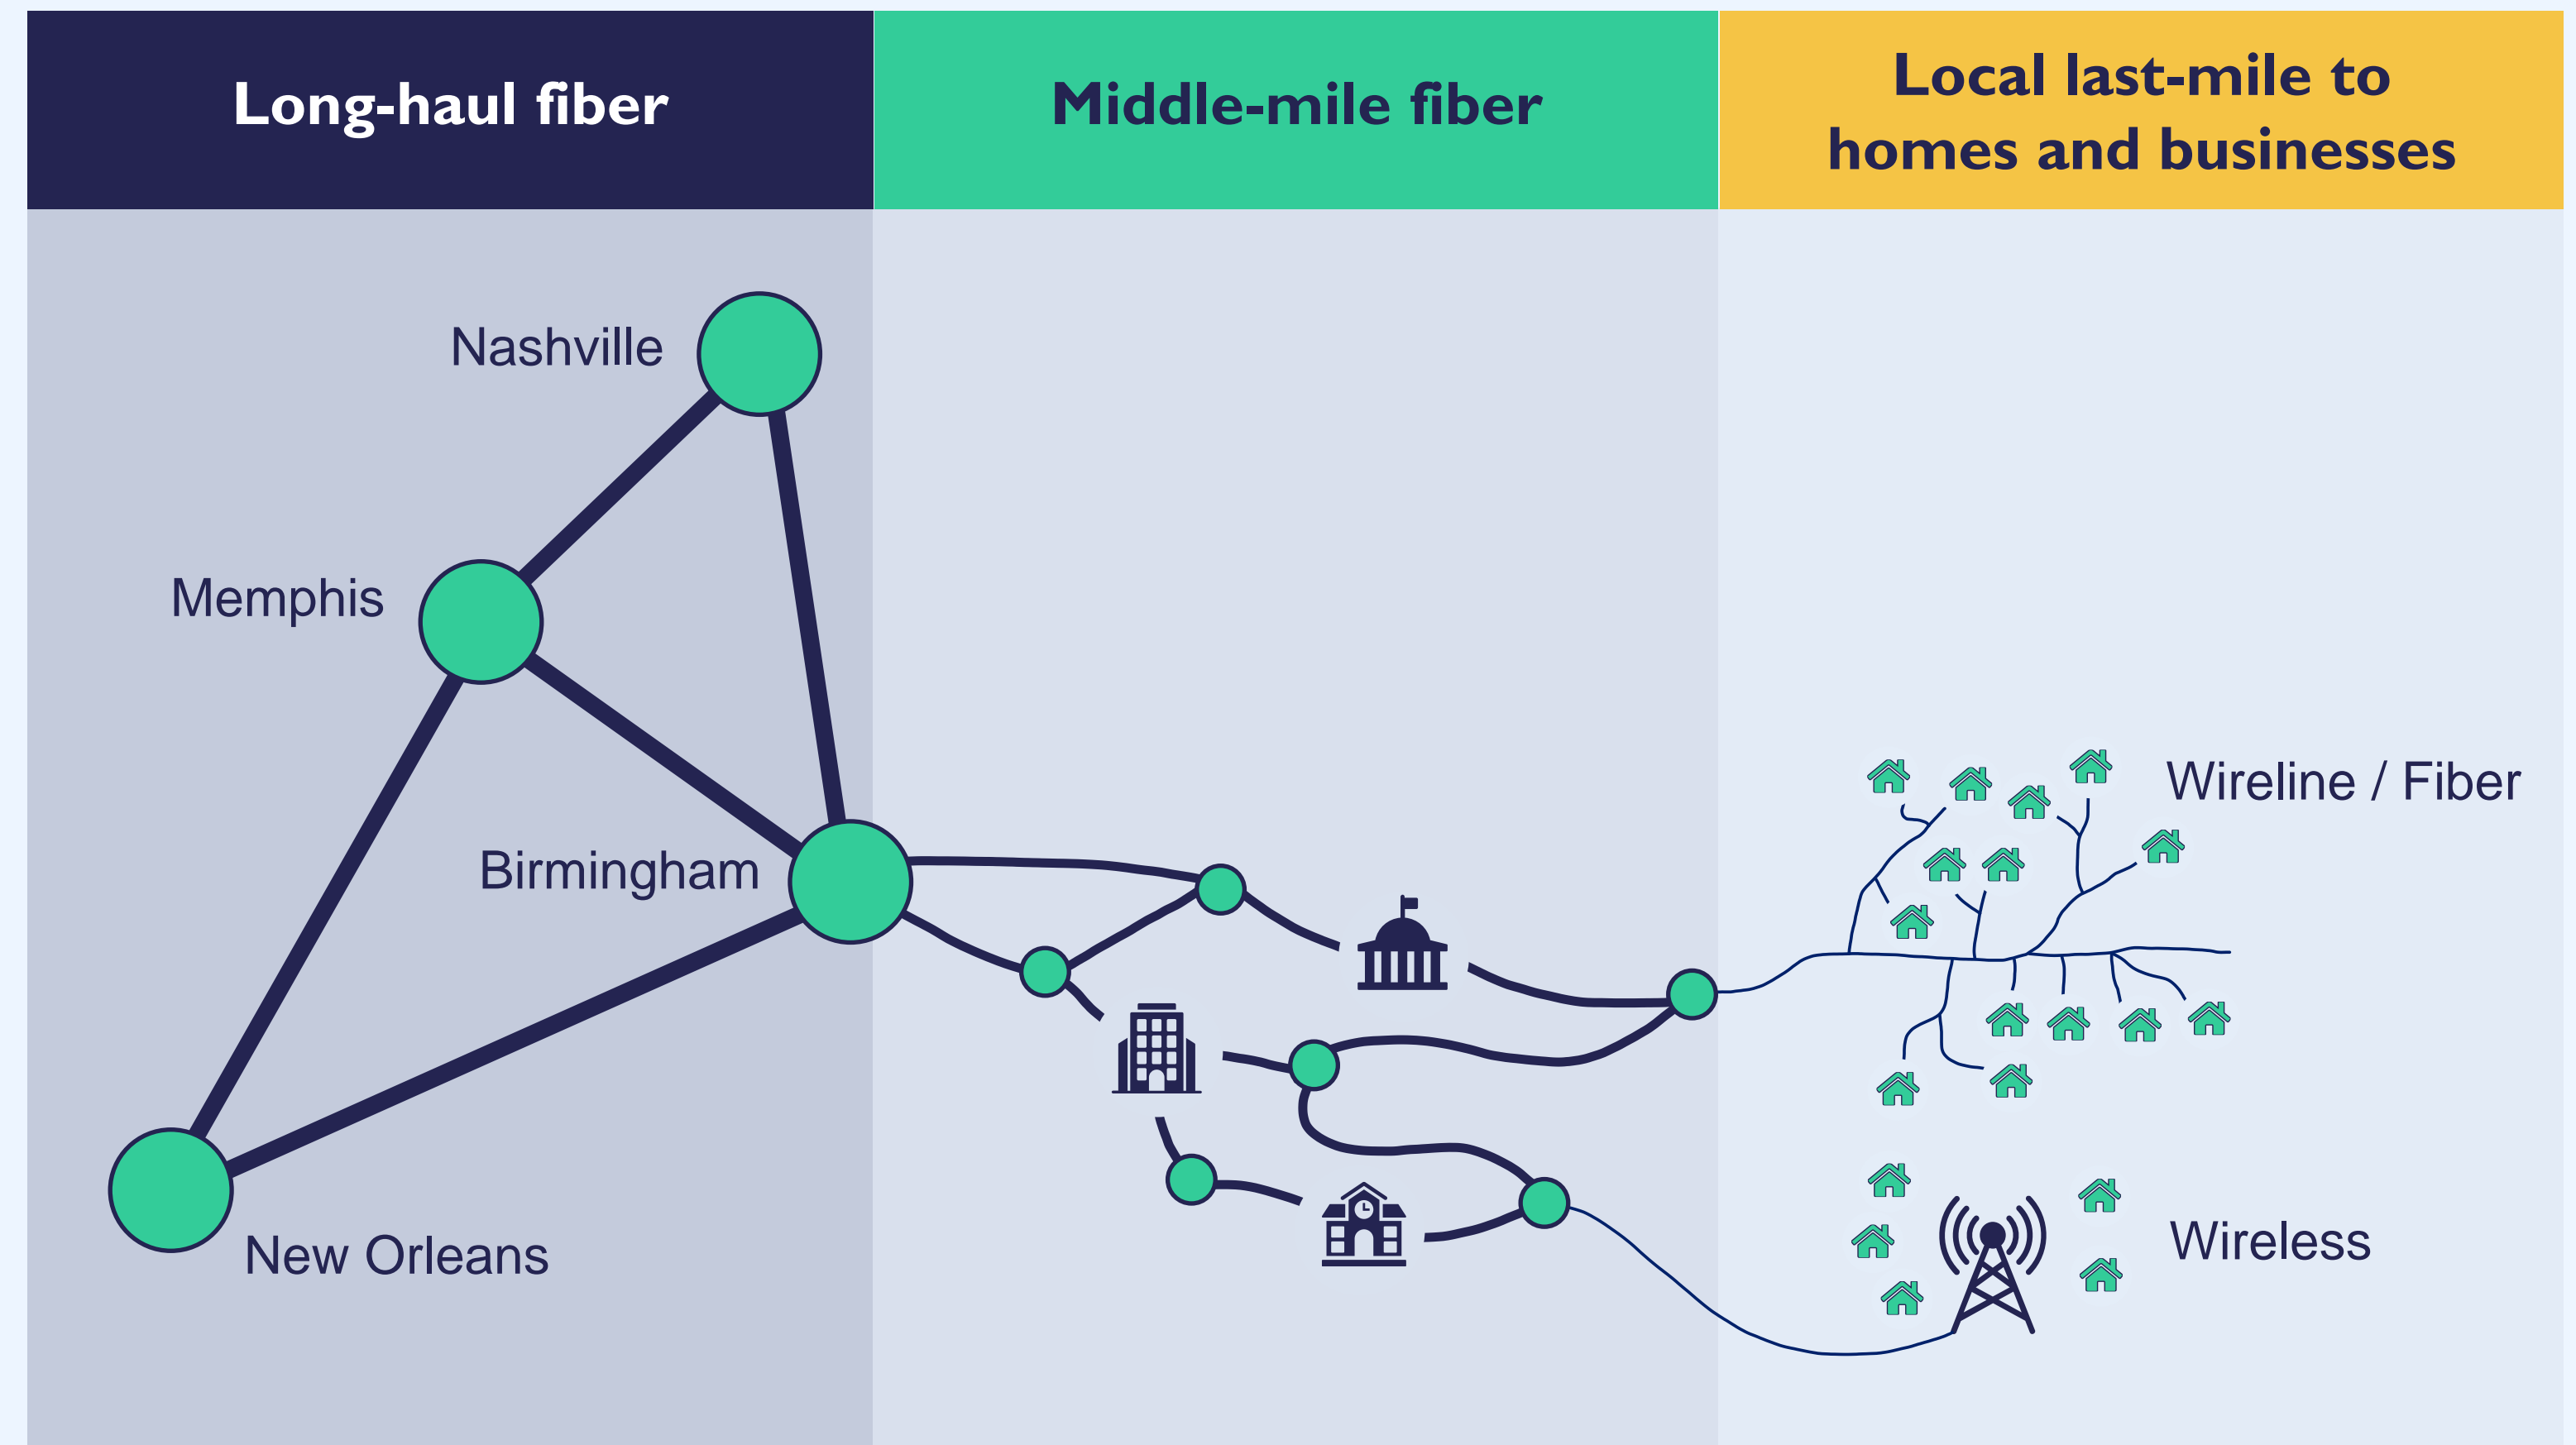 Long-haul fiber
Middle-mile fiber
Local last-mile to
homes and businesses
Nashville
Memphis
Birmingham
New Orleans
Wireline / Fiber
Wireless